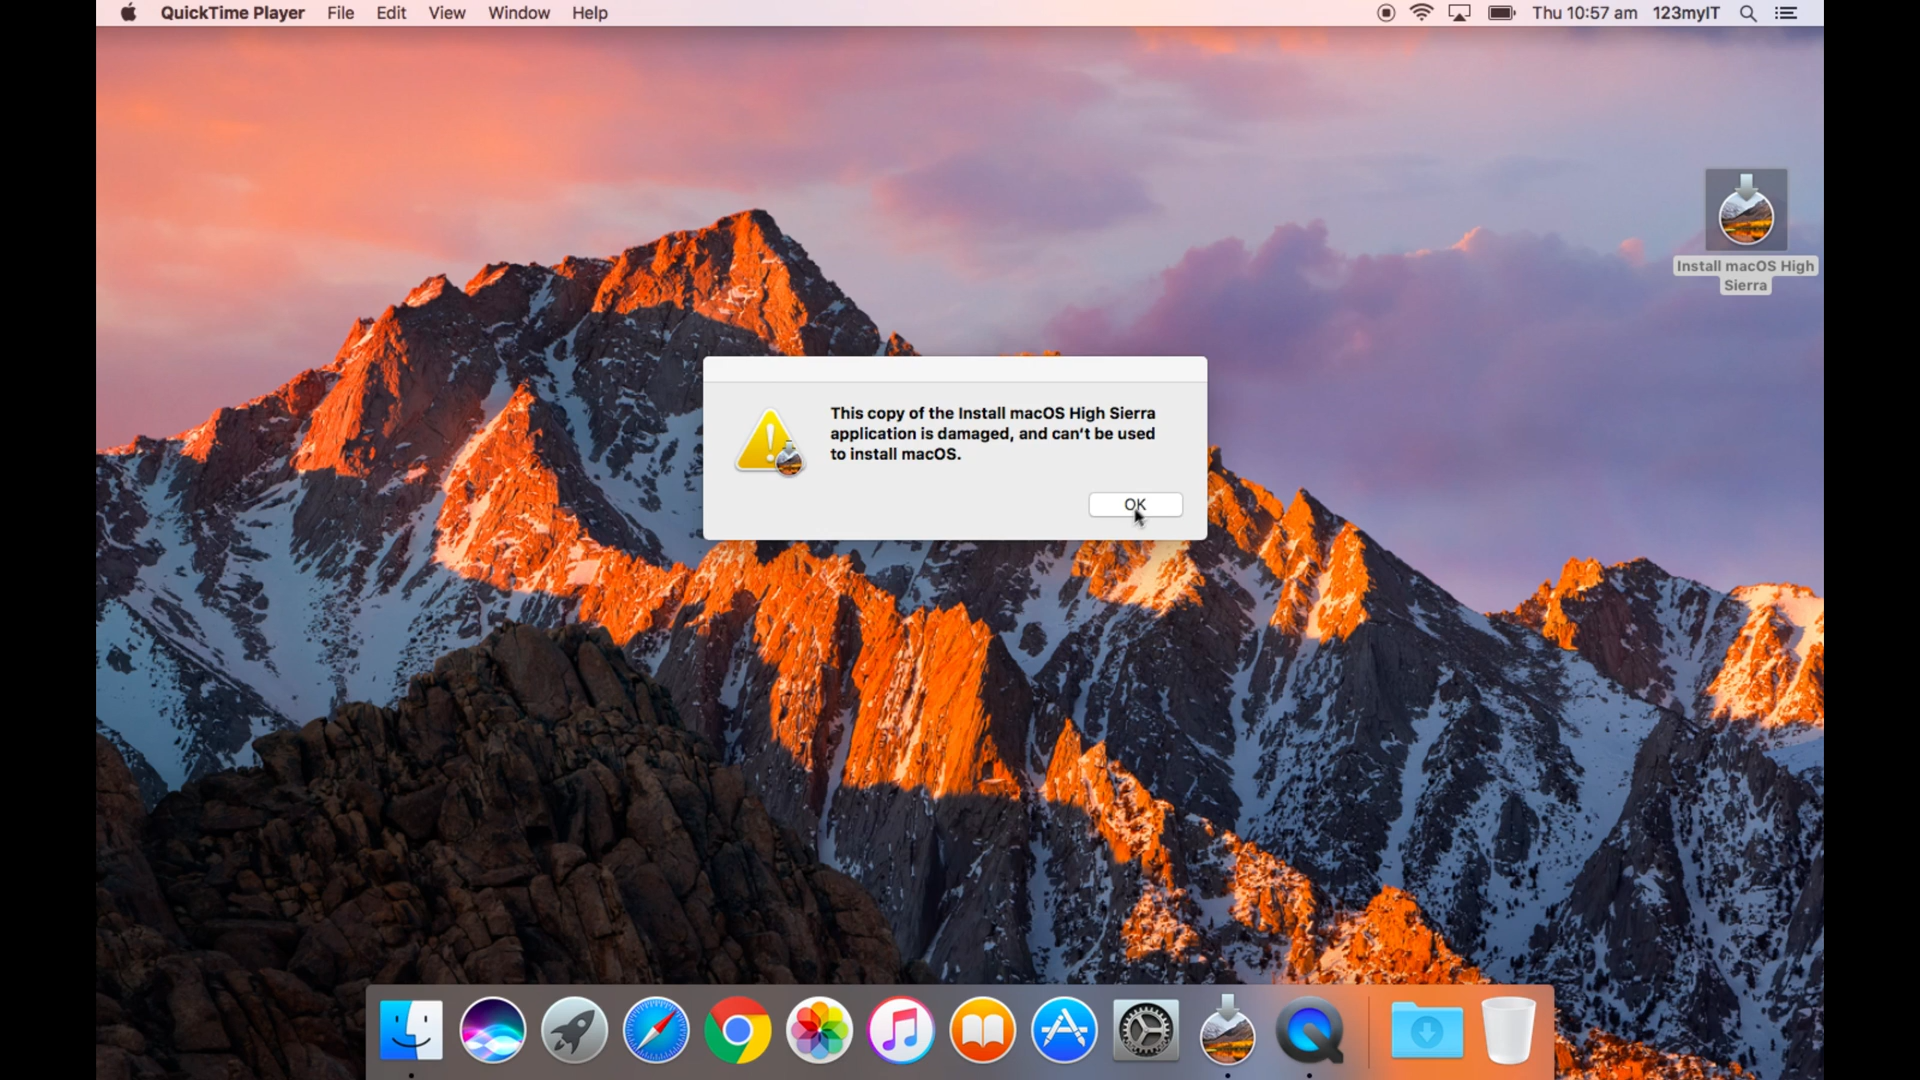 QuickTime Player File Edit View Window Help Thu 10:57 am 123myIT
Install macOS High
Sierra
This copy of the Install macOS High Sierra
application is damaged, and can't be used
to install macOS.
OK